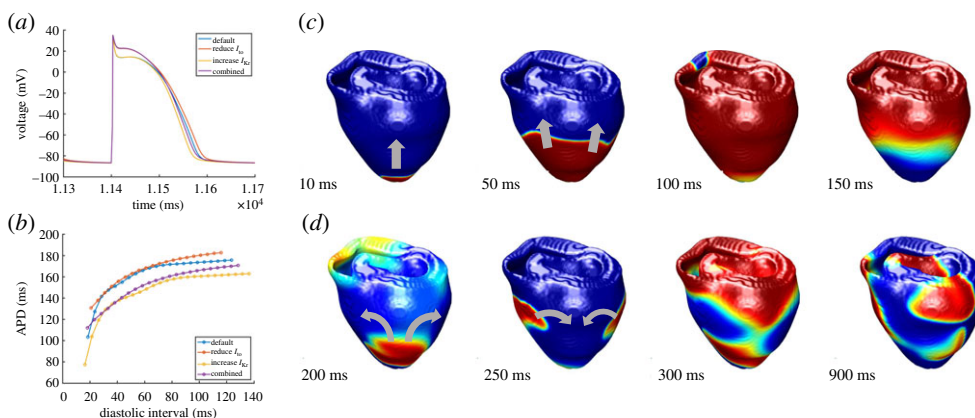 (a)
40
20
0
−20
−40
−60
−80
−100
voltage (mV)
default
reduce Ito
increase IKr
combined
1.13 1.14 1.15 1.16 1.17
time (ms) ×10⁴
(b)
200
180
160
140
120
100
80
60
APD (ms)
default
reduce Ito
increase IKr
combined
0 20 40 60 80 100 120 140
diastolic interval (ms)
(c)
10 ms 50 ms 100 ms 150 ms
(d)
200 ms 250 ms 300 ms 900 ms